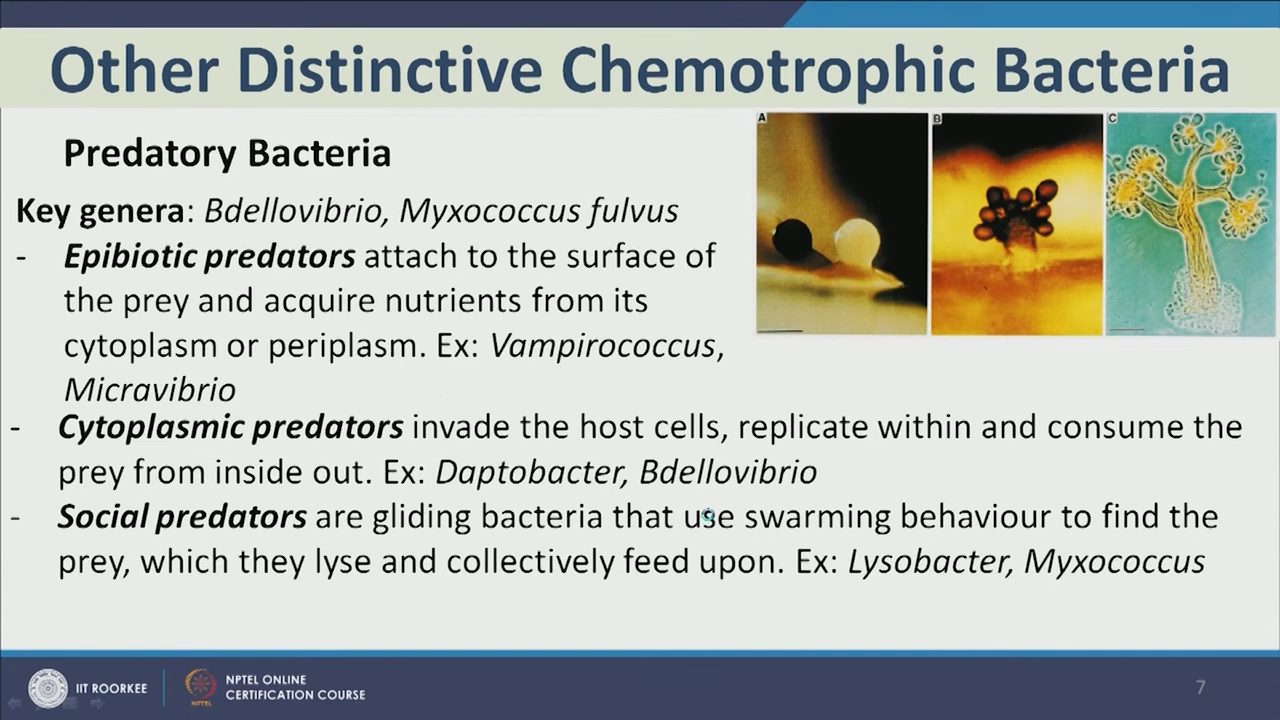 Other Distinctive Chemotrophic Bacteria
Predatory Bacteria
A
B
C
Key genera: Bdellovibrio, Myxococcus fulvus
- Epibiotic predators attach to the surface of
the prey and acquire nutrients from its
cytoplasm or periplasm. Ex: Vampirococcus,
Micravibrio
- Cytoplasmic predators invade the host cells, replicate within and consume the
prey from inside out. Ex: Daptobacter, Bdellovibrio
- Social predators are gliding bacteria that use swarming behaviour to find the
prey, which they lyse and collectively feed upon. Ex: Lysobacter, Myxococcus
IIT ROORKEE
NPTEL
NPTEL ONLINE
CERTIFICATION COURSE
7